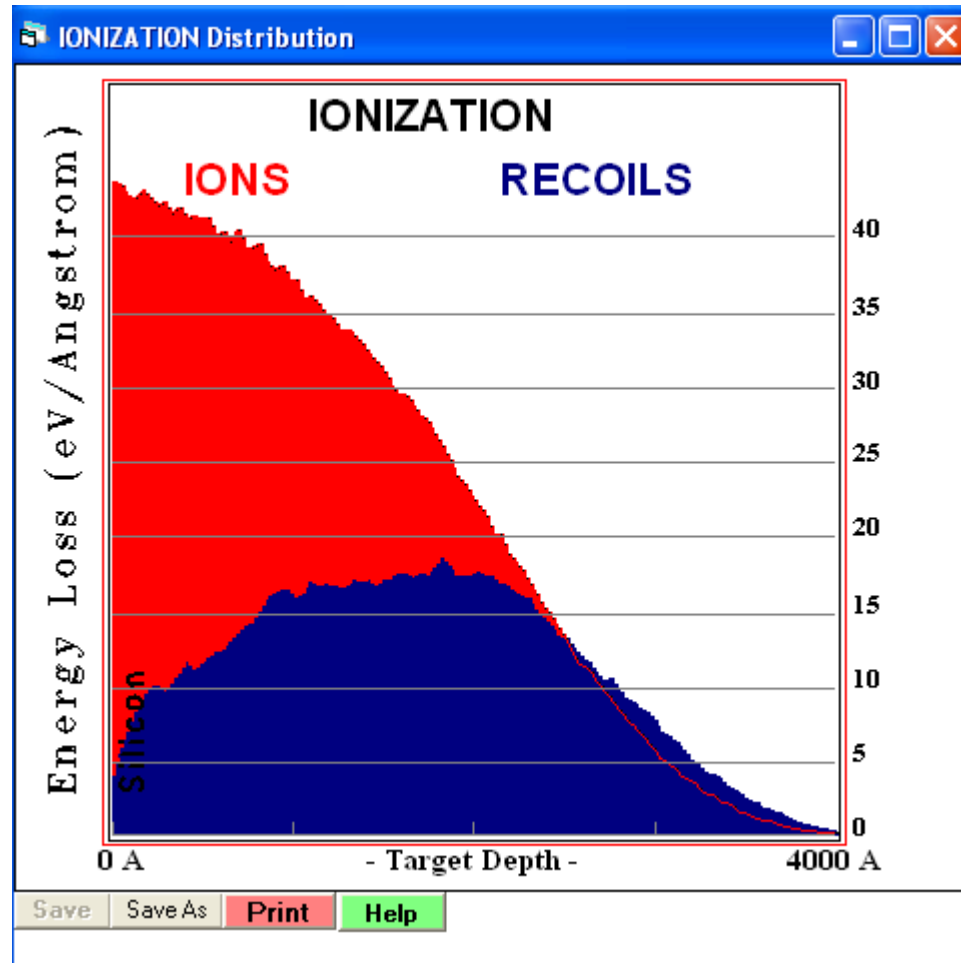 IONIZATION Distribution
IONIZATION
IONS RECOILS
Energy Loss (eV/Angstrom)
40
35
30
25
20
15
10
5
0
Silicon
0 A - Target Depth - 4000 A
Save Save As Print Help